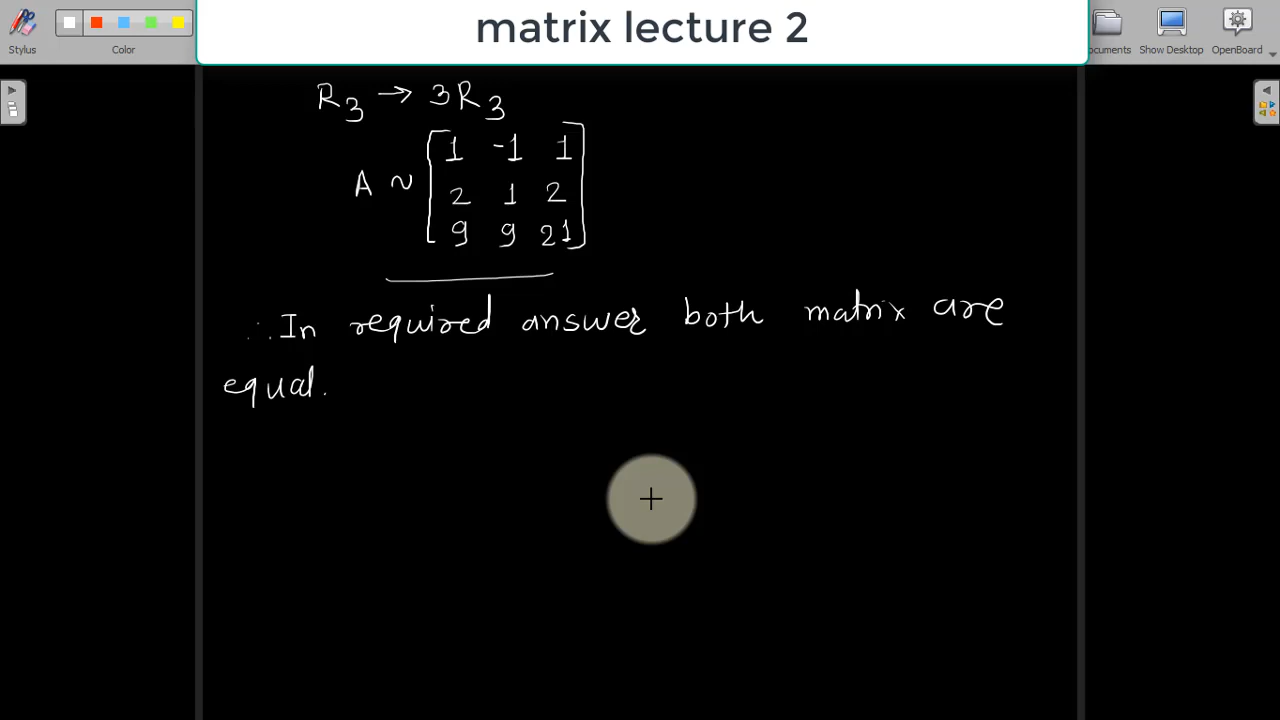 matrix lecture 2
Stylus
Color
ocuments
Show Desktop
OpenBoard
R3 → 3R3
A ~ [1 -1 1
2 1 2
9 9 21]
∴ In required answer both matrix are
equal.